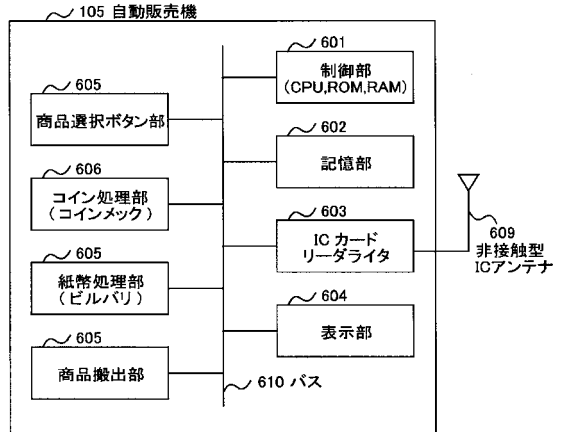 105 自動販売機
601
制御部
(CPU,ROM,RAM)
605
商品選択ボタン部
602
記憶部
606
コイン処理部
(コインメック)
603
ICカード
リーダライタ
609
非接触型
ICアンテナ
605
紙幣処理部
(ビルバリ)
604
表示部
605
商品搬出部
610 バス